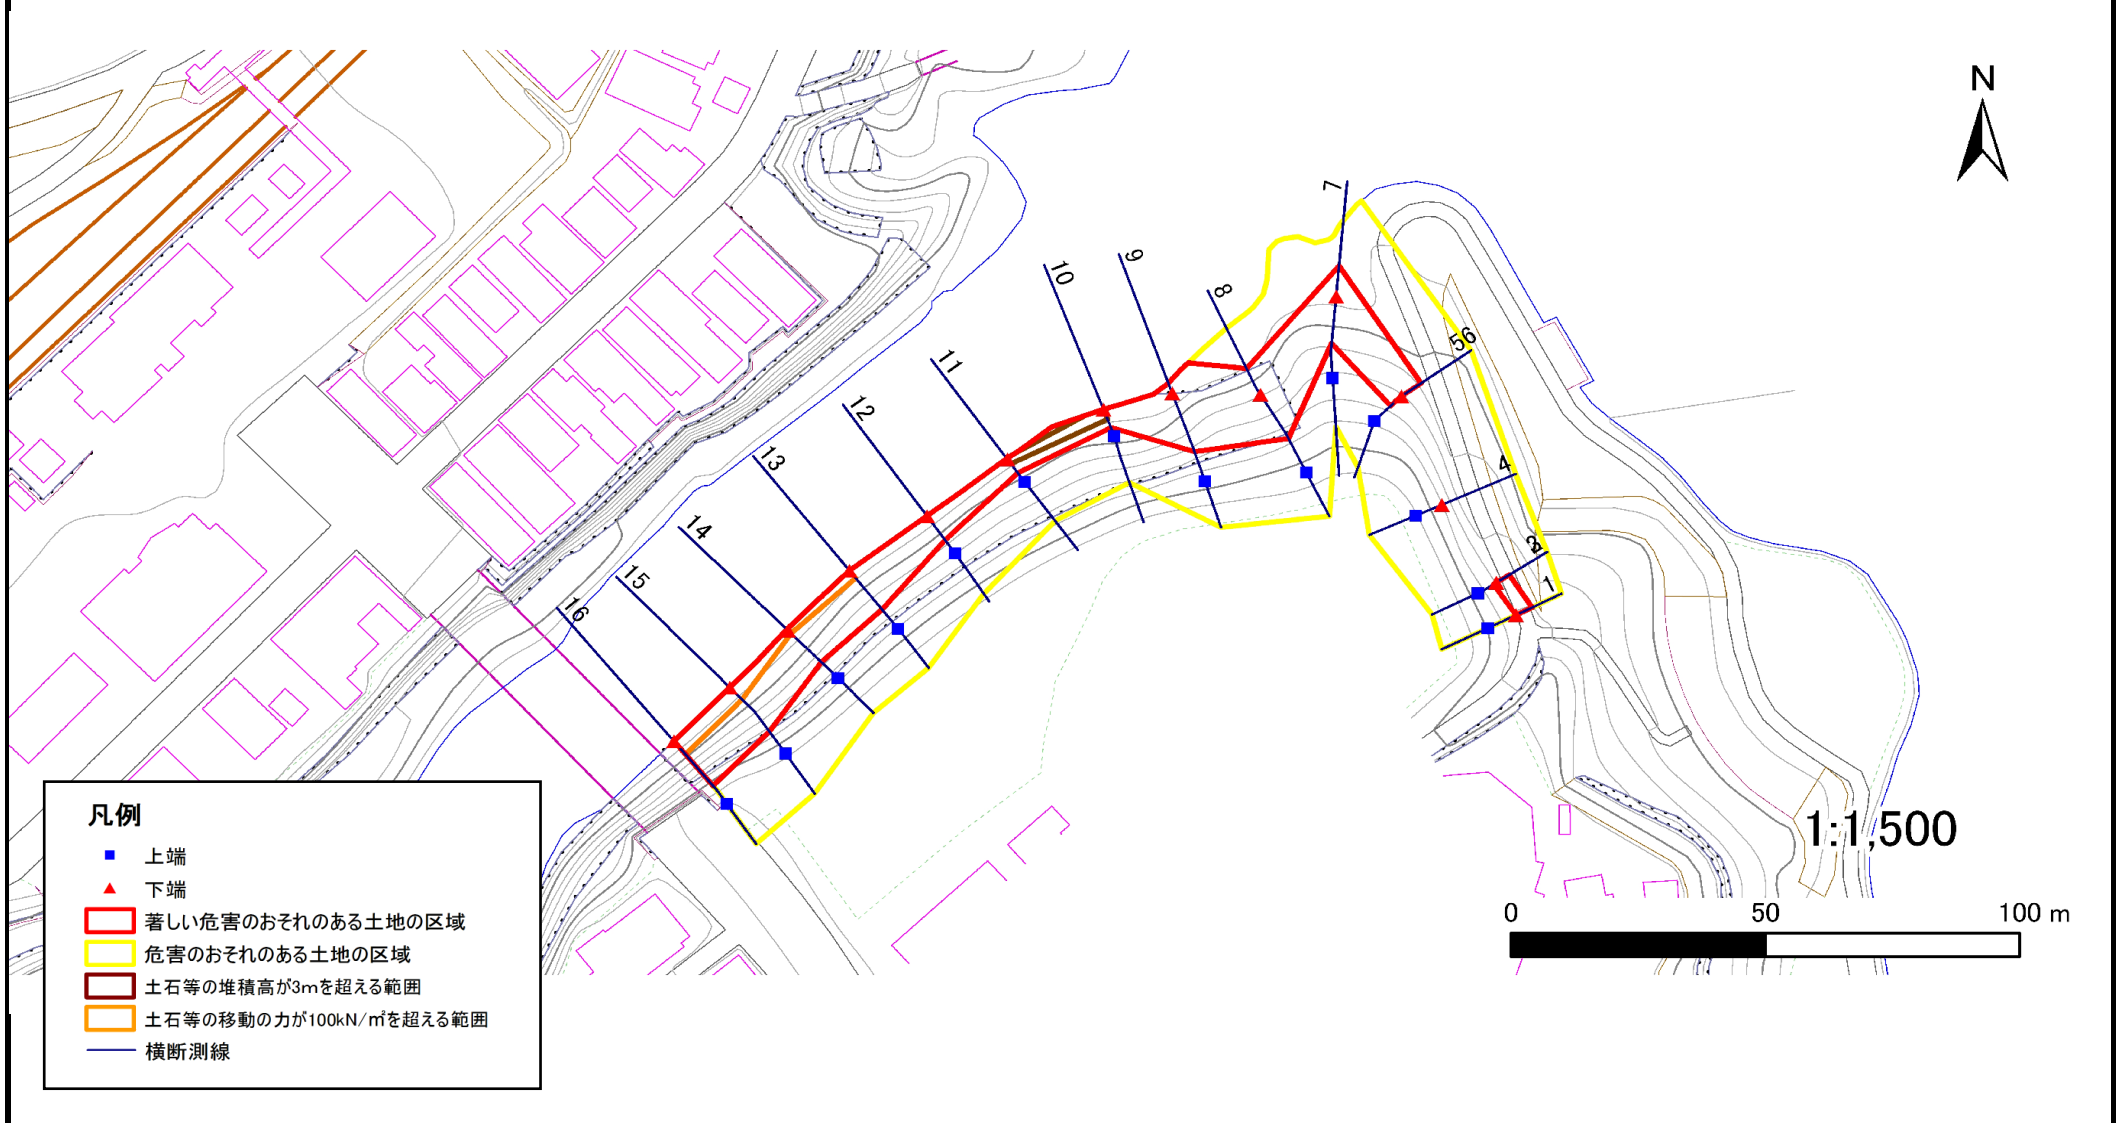 N
7
10
9
8
56
11
12
4
13
14
3
15
1
16
1:1,500
凡例
上端
下端
著しい危害のおそれのある土地の区域
危害のおそれのある土地の区域
土石等の堆積高が3mを超える範囲
土石等の移動の力が100kN/㎡を超える範囲
横断測線
0 50 100 m